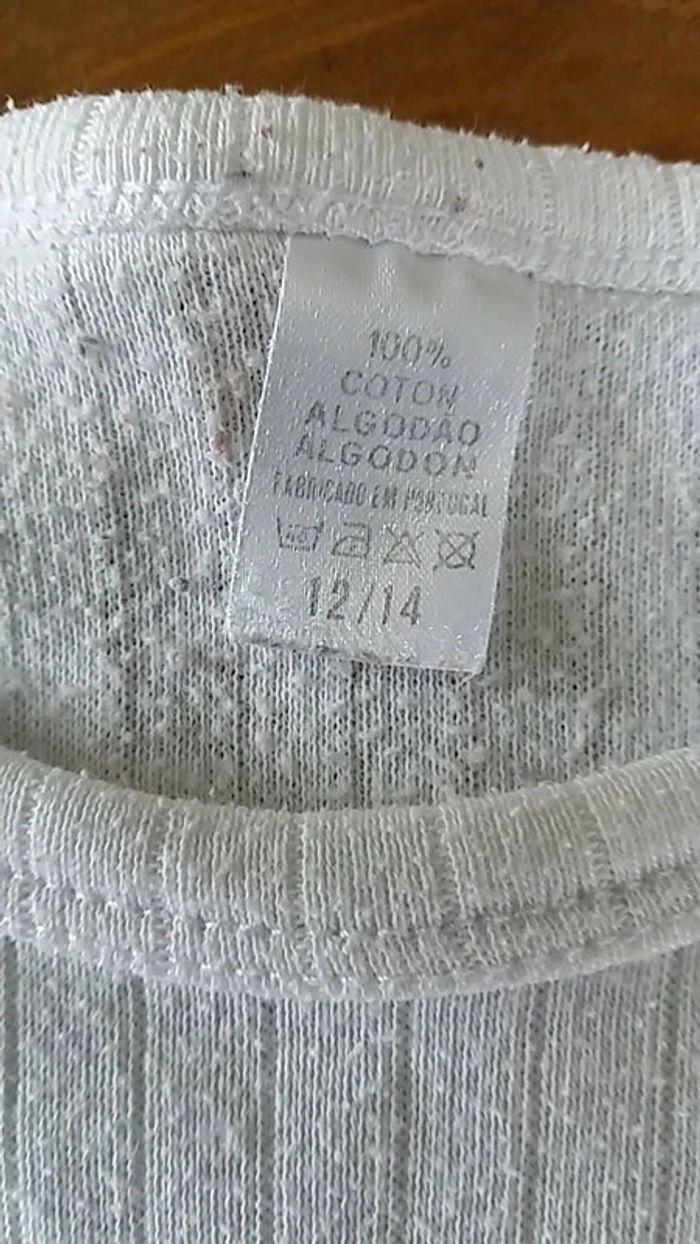 100%
COTON
ALGODÃO
ALGODON
FABRICADO EM PORTUGAL
12/14